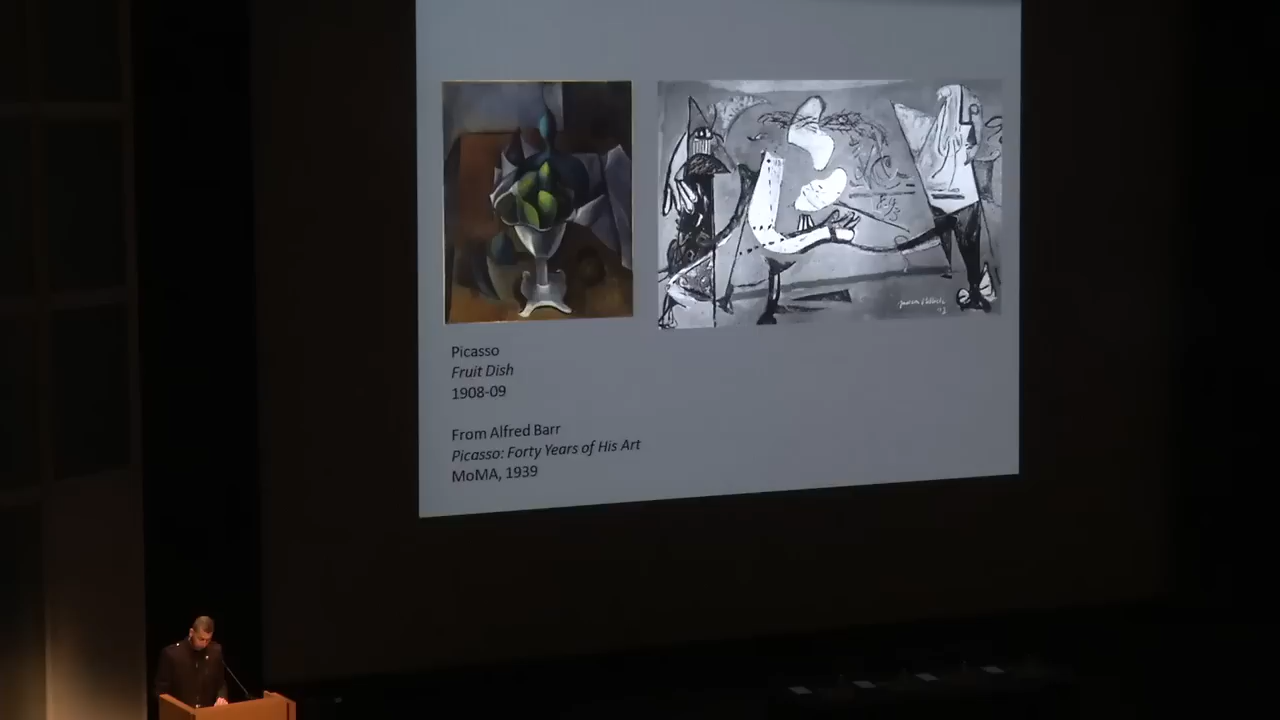 Picasso
Fruit Dish
1908-09
From Alfred Barr
Picasso: Forty Years of His Art
MoMA, 1939